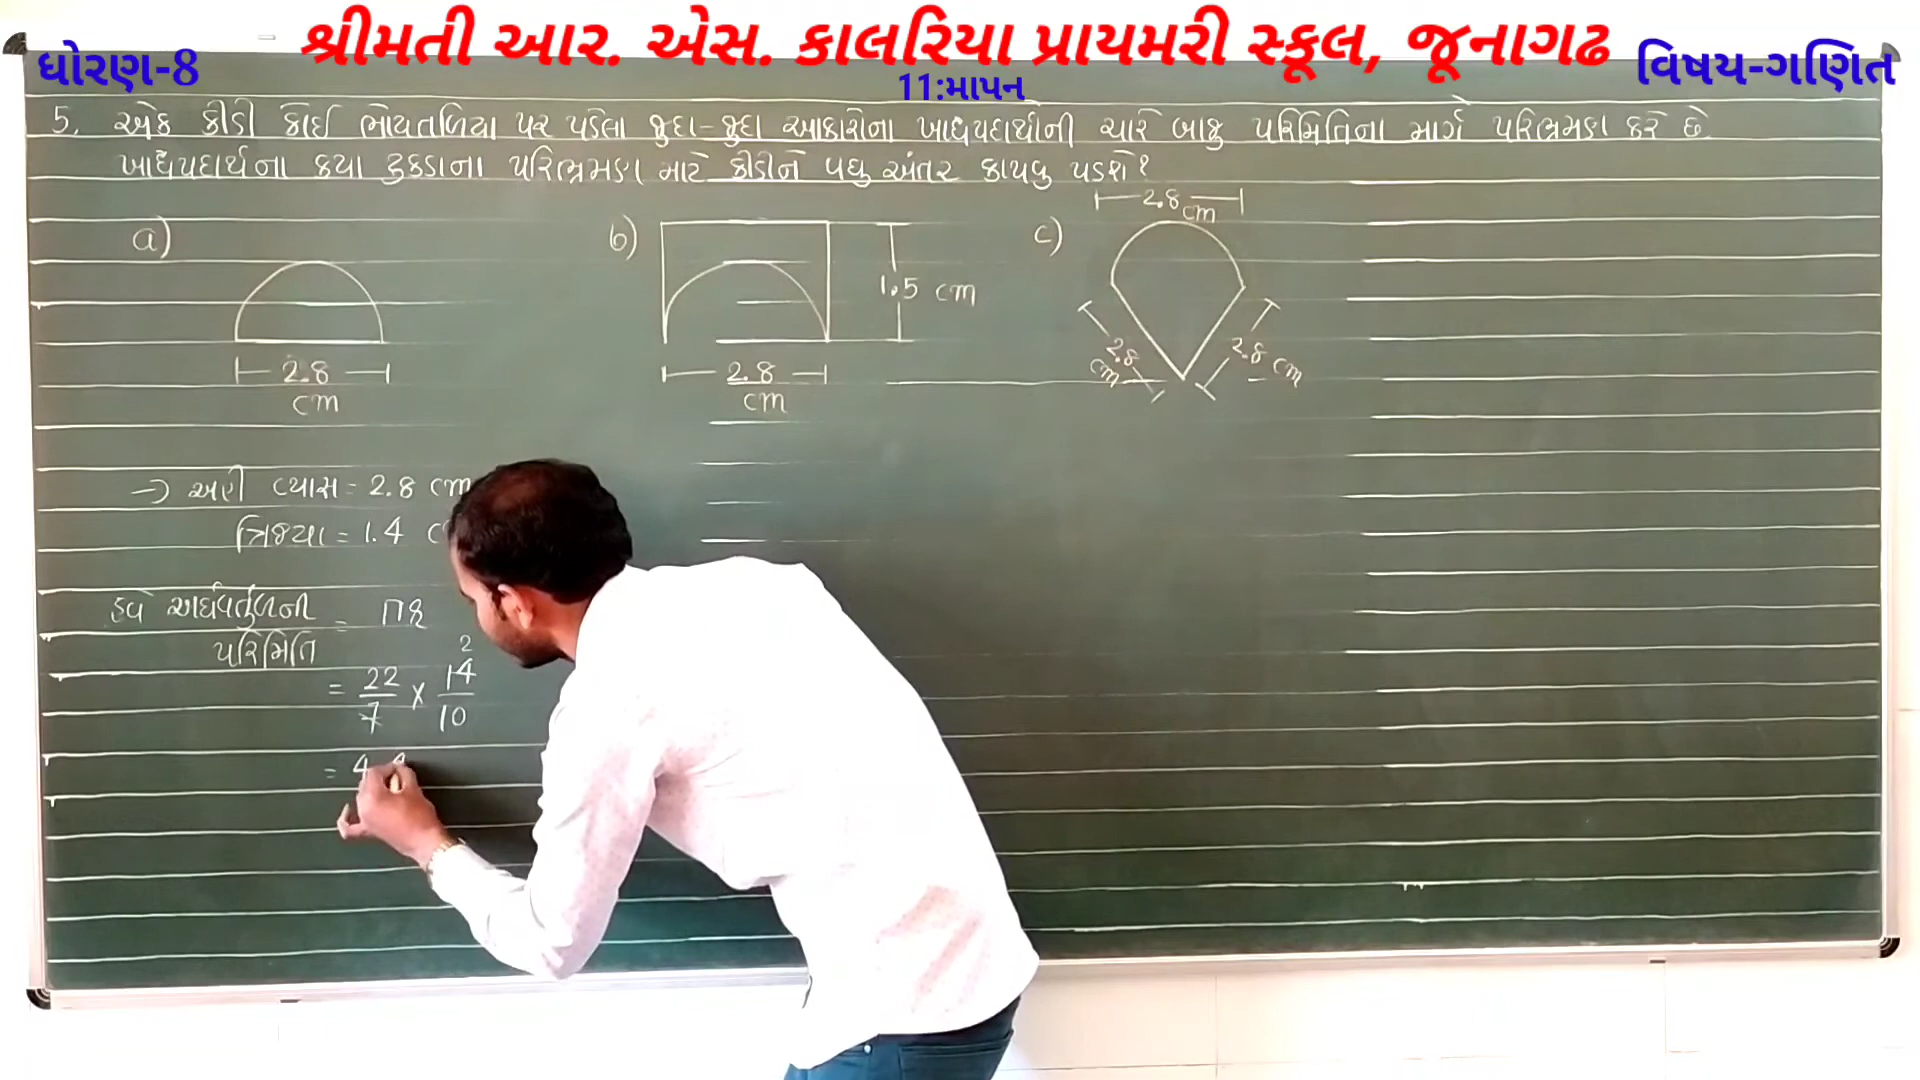 શ્રીમતી આર. એસ. કાલરિયા પ્રાયમરી સ્કૂલ, જૂનાગઢ
ધોરણ-8
11:માપન
વિષય-ગણિત
5. એક કીડી કોઈ ભોંયતળિયા પર પડેલા જુદા-જુદા આકારોના ખાદ્યપદાર્થોની ચારે બાજુ પરિમિતિના માર્ગે પરિભ્રમણ કરે છે.
ખાદ્યપદાર્થના કયા ટુકડાના પરિભ્રમણ માટે કીડીને વધુ અંતર કાપવુ પડશે?
a)
2.8
cm
b)
1.5 cm
2.8
cm
c)
2.8 cm
2.8 cm
2.8 cm
→ અહી વ્યાસ = 2.8 cm
ત્રિજ્યા = 1.4
હવે અર્ધવર્તુળની = πr
પરિમિતિ
2
= 22/7 × 14/10
= 4.